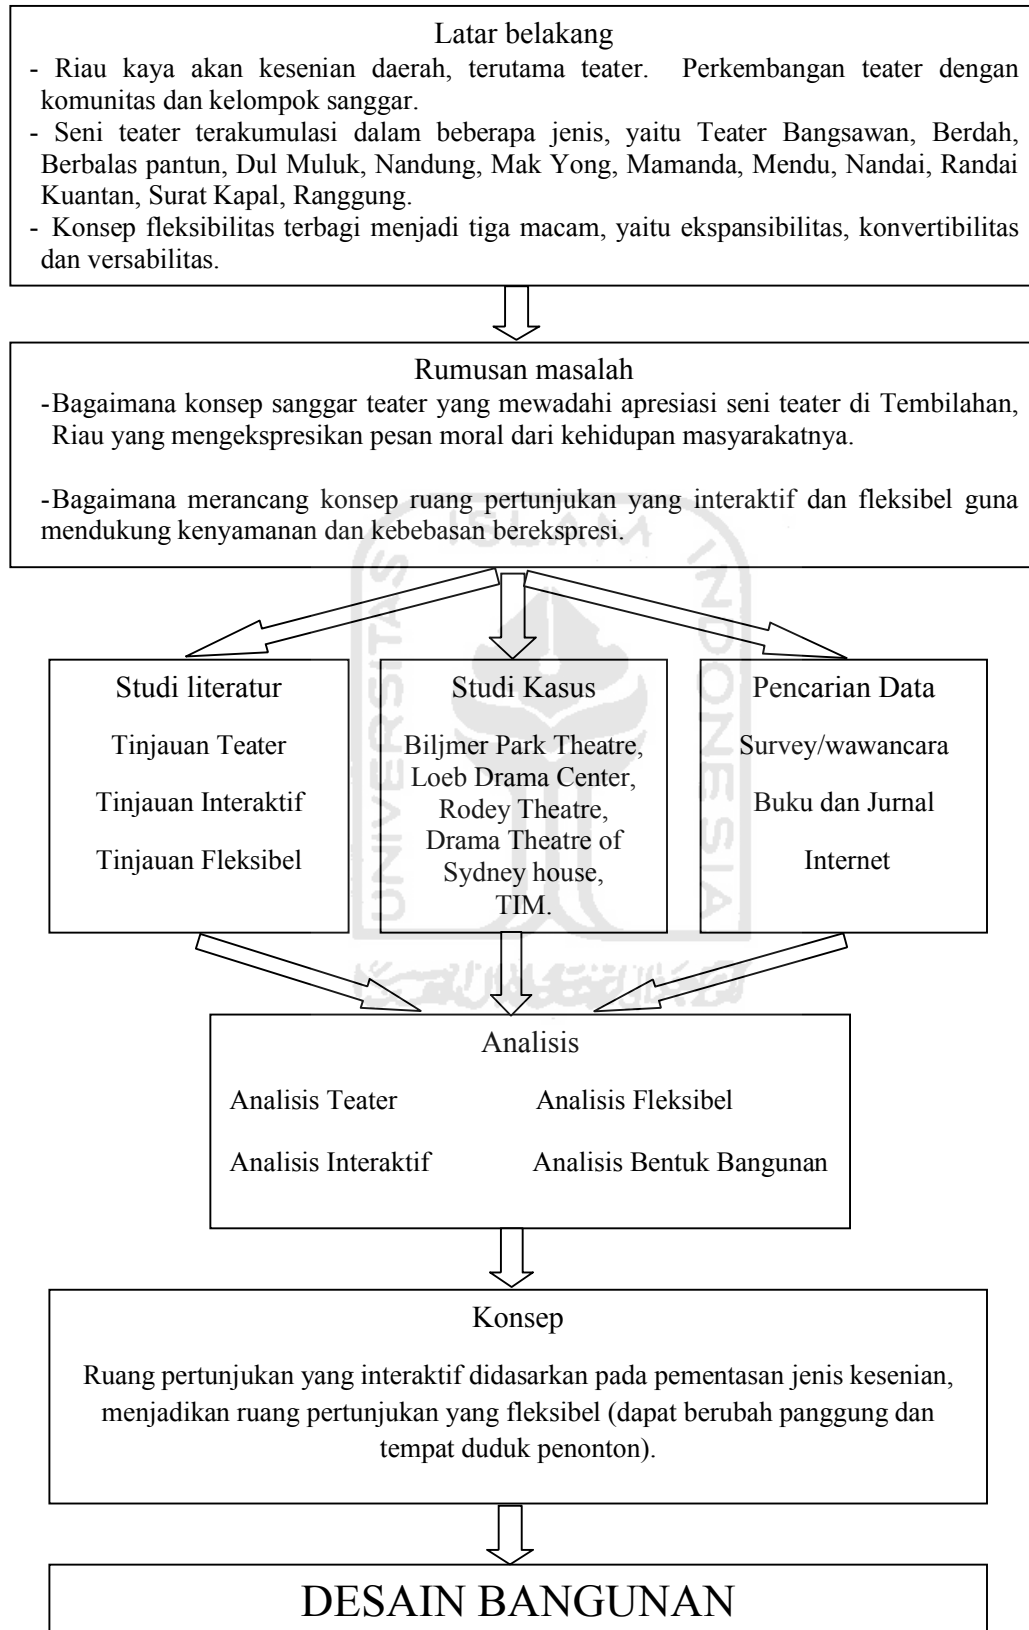 Latar belakang
- Riau kaya akan kesenian daerah, terutama teater. Perkembangan teater dengan
komunitas dan kelompok sanggar.
- Seni teater terakumulasi dalam beberapa jenis, yaitu Teater Bangsawan, Berdah,
Berbalas pantun, Dul Muluk, Nandung, Mak Yong, Mamanda, Mendu, Nandai, Randai
Kuantan, Surat Kapal, Ranggung.
- Konsep fleksibilitas terbagi menjadi tiga macam, yaitu ekspansibilitas, konvertibilitas
dan versabilitas.
Rumusan masalah
-Bagaimana konsep sanggar teater yang mewadahi apresiasi seni teater di Tembilahan,
Riau yang mengekspresikan pesan moral dari kehidupan masyarakatnya.
-Bagaimana merancang konsep ruang pertunjukan yang interaktif dan fleksibel guna
mendukung kenyamanan dan kebebasan berekspresi.
Studi literatur
Tinjauan Teater
Tinjauan Interaktif
Tinjauan Fleksibel
Studi Kasus
Biljmer Park Theatre,
Loeb Drama Center,
Rodey Theatre,
Drama Theatre of
Sydney house,
TIM.
Pencarian Data
Survey/wawancara
Buku dan Jurnal
Internet
UNIVERSITAS
ISLAM
INDONESIA
Analisis
Analisis Teater Analisis Fleksibel
Analisis Interaktif Analisis Bentuk Bangunan
Konsep
Ruang pertunjukan yang interaktif didasarkan pada pementasan jenis kesenian,
menjadikan ruang pertunjukan yang fleksibel (dapat berubah panggung dan
tempat duduk penonton).
DESAIN BANGUNAN